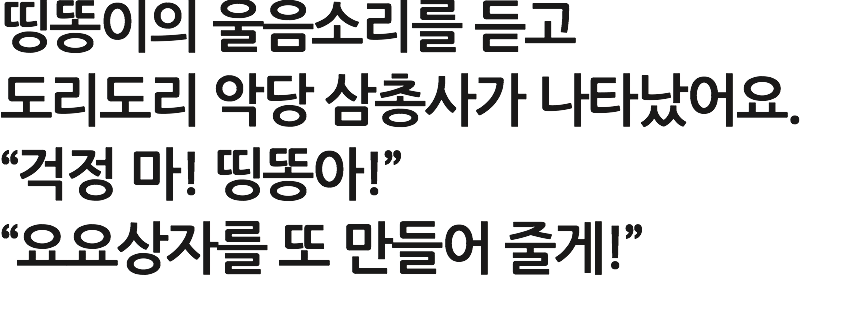 띵똥이의 울음소리를 듣고
도리도리 악당 삼총사가 나타났어요.
“걱정 마! 띵똥아!”
“요요상자를 또 만들어 줄게!”